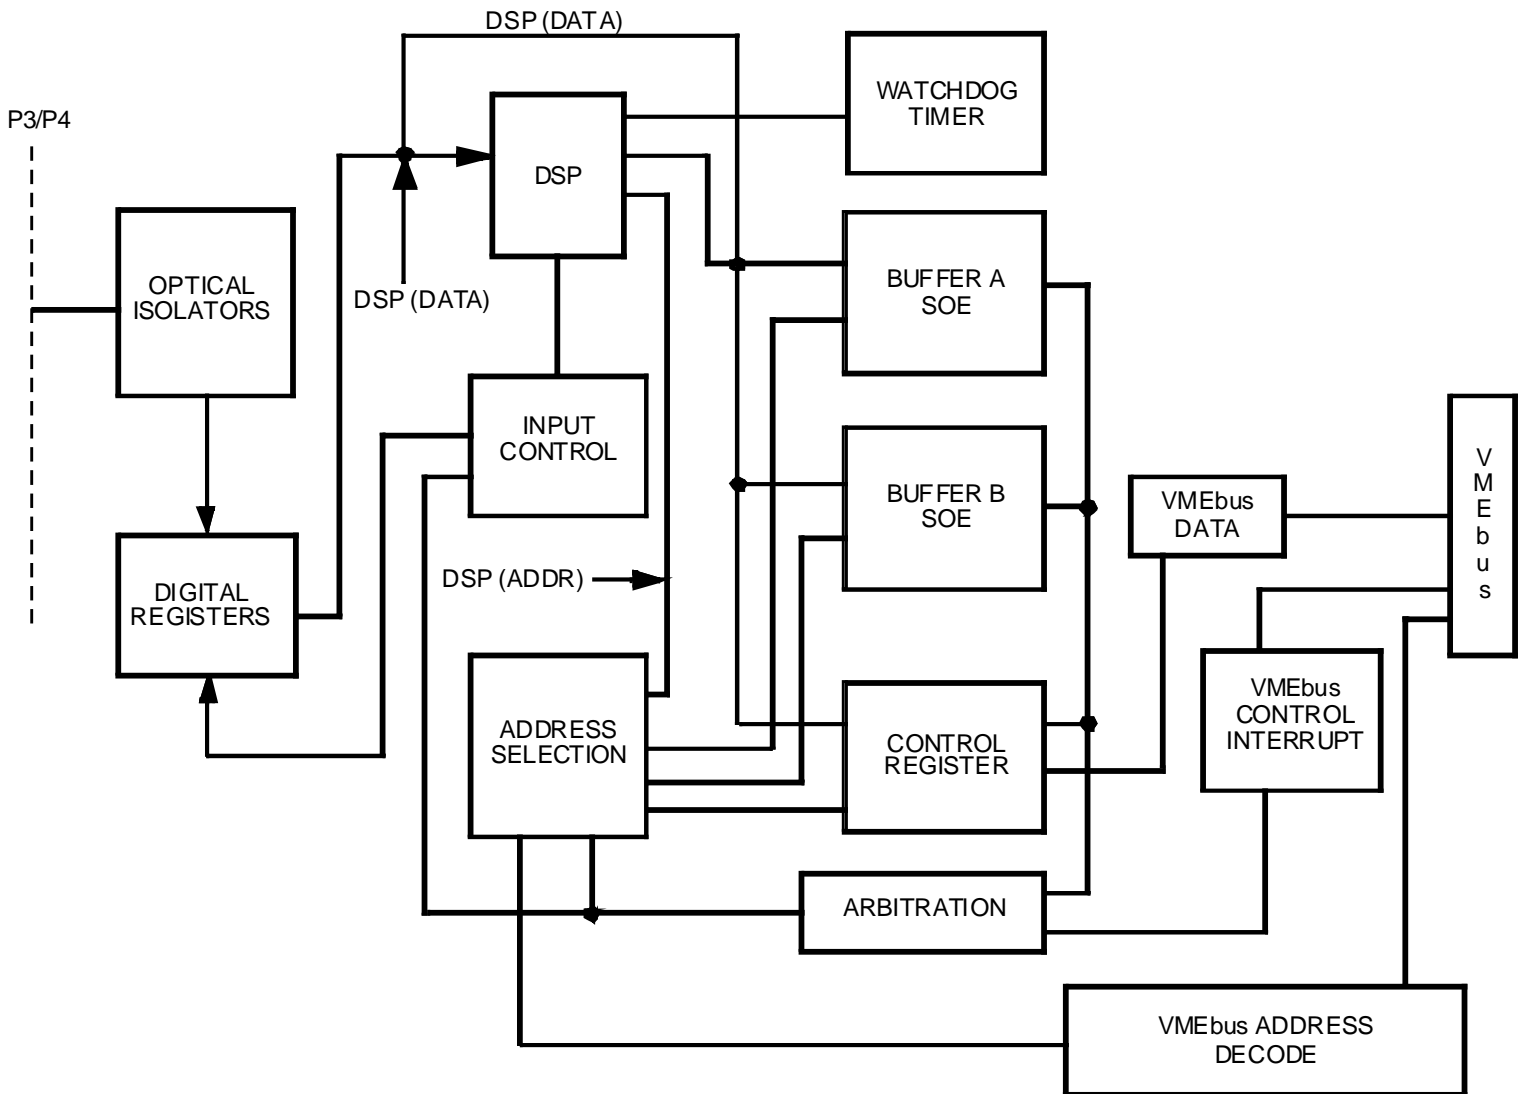 DSP (DATA)
WATCHDOG
TIMER
P3/P4
DSP
OPTICAL
ISOLATORS
DSP (DATA)
BUFFER A
SOE
INPUT
CONTROL
BUFFER B
SOE
VMEbus
DATA
V
M
E
b
u
s
DIGITAL
REGISTERS
DSP (ADDR)
ADDRESS
SELECTION
CONTROL
REGISTER
VMEbus
CONTROL
INTERRUPT
ARBITRATION
VMEbus ADDRESS
DECODE